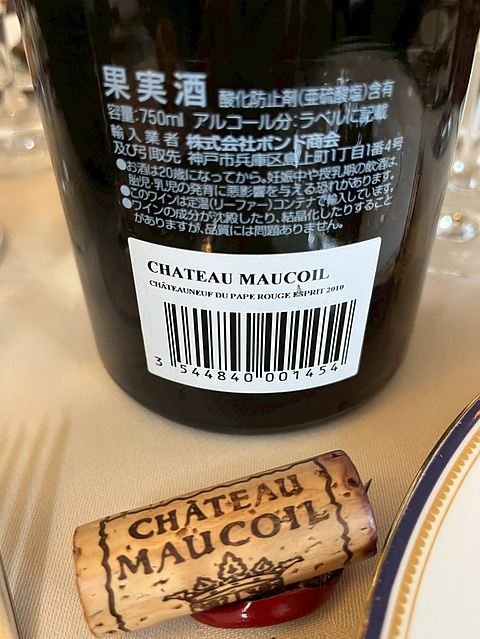 果実酒 酸化防止剤(亜硫酸塩)含有
容量:750ml アルコール分:ラベルに記載
輸入業者 株式会社ボンド商会
及び引取先 神戸市兵庫区島上町1丁目1番4号
●お酒は20歳になってから。妊娠中や授乳期の飲酒は、
胎児・乳児の発育に悪影響を与える恐れがあります。
●このワインは定温(リーファー)コンテナで輸入しています。
●ワインの成分が沈殿したり、結晶化したりすること
がありますが、品質には問題ありません。
CHATEAU MAUCOIL
CHÂTEAUNEUF DU PAPE ROUGE ESPRIT 2010
3 544840 001454
CHÂTEAU
MAUCOIL